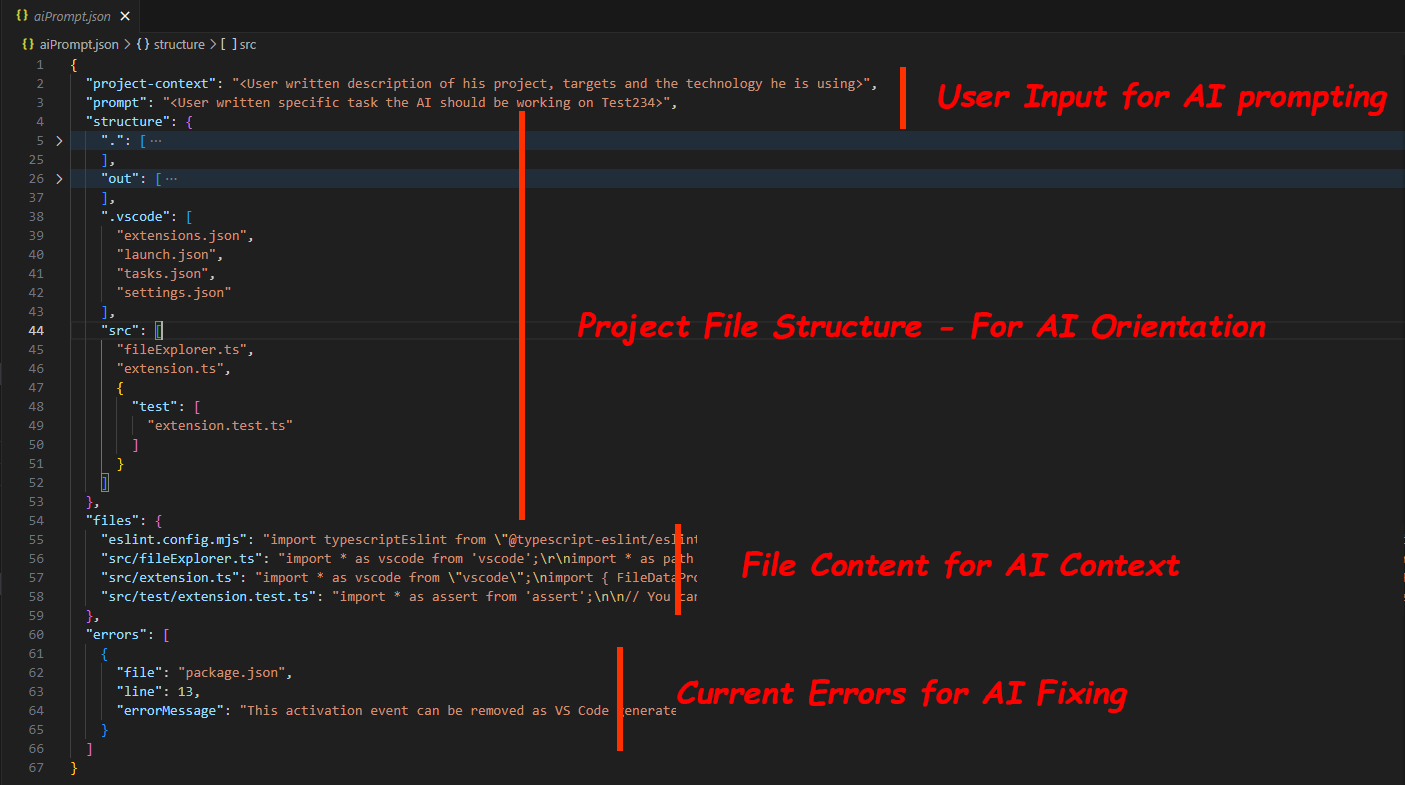 {} aiPrompt.json ×
{} aiPrompt.json > {} structure > [ ] src
1 {
2 "project-context": "<User written description of his project, targets and the technology he is using>",
3 "prompt": "<User written specific task the AI should be working on Test234>",
User Input for AI prompting
4 "structure": {
5 > ".": [ ···
25 ],
26 > "out": [ ···
37 ],
38 ".vscode": [
39 "extensions.json",
40 "launch.json",
41 "tasks.json",
42 "settings.json"
43 ],
44 "src": [
Project File Structure - For AI Orientation
45 "fileExplorer.ts",
46 "extension.ts",
47 {
48 "test": [
49 "extension.test.ts"
50 ]
51 }
52 ]
53 },
54 "files": {
55 "eslint.config.mjs": "import typescriptEslint from \"@typescript-eslint/eslint
56 "src/fileExplorer.ts": "import * as vscode from 'vscode';\r\nimport * as path
File Content for AI Context
57 "src/extension.ts": "import * as vscode from \"vscode\";\nimport { FileDataPro
58 "src/test/extension.test.ts": "import * as assert from 'assert';\n\n// You can
59 },
60 "errors": [
61 {
62 "file": "package.json",
63 "line": 13,
Current Errors for AI Fixing
64 "errorMessage": "This activation event can be removed as VS Code generate
65 }
66 ]
67 }